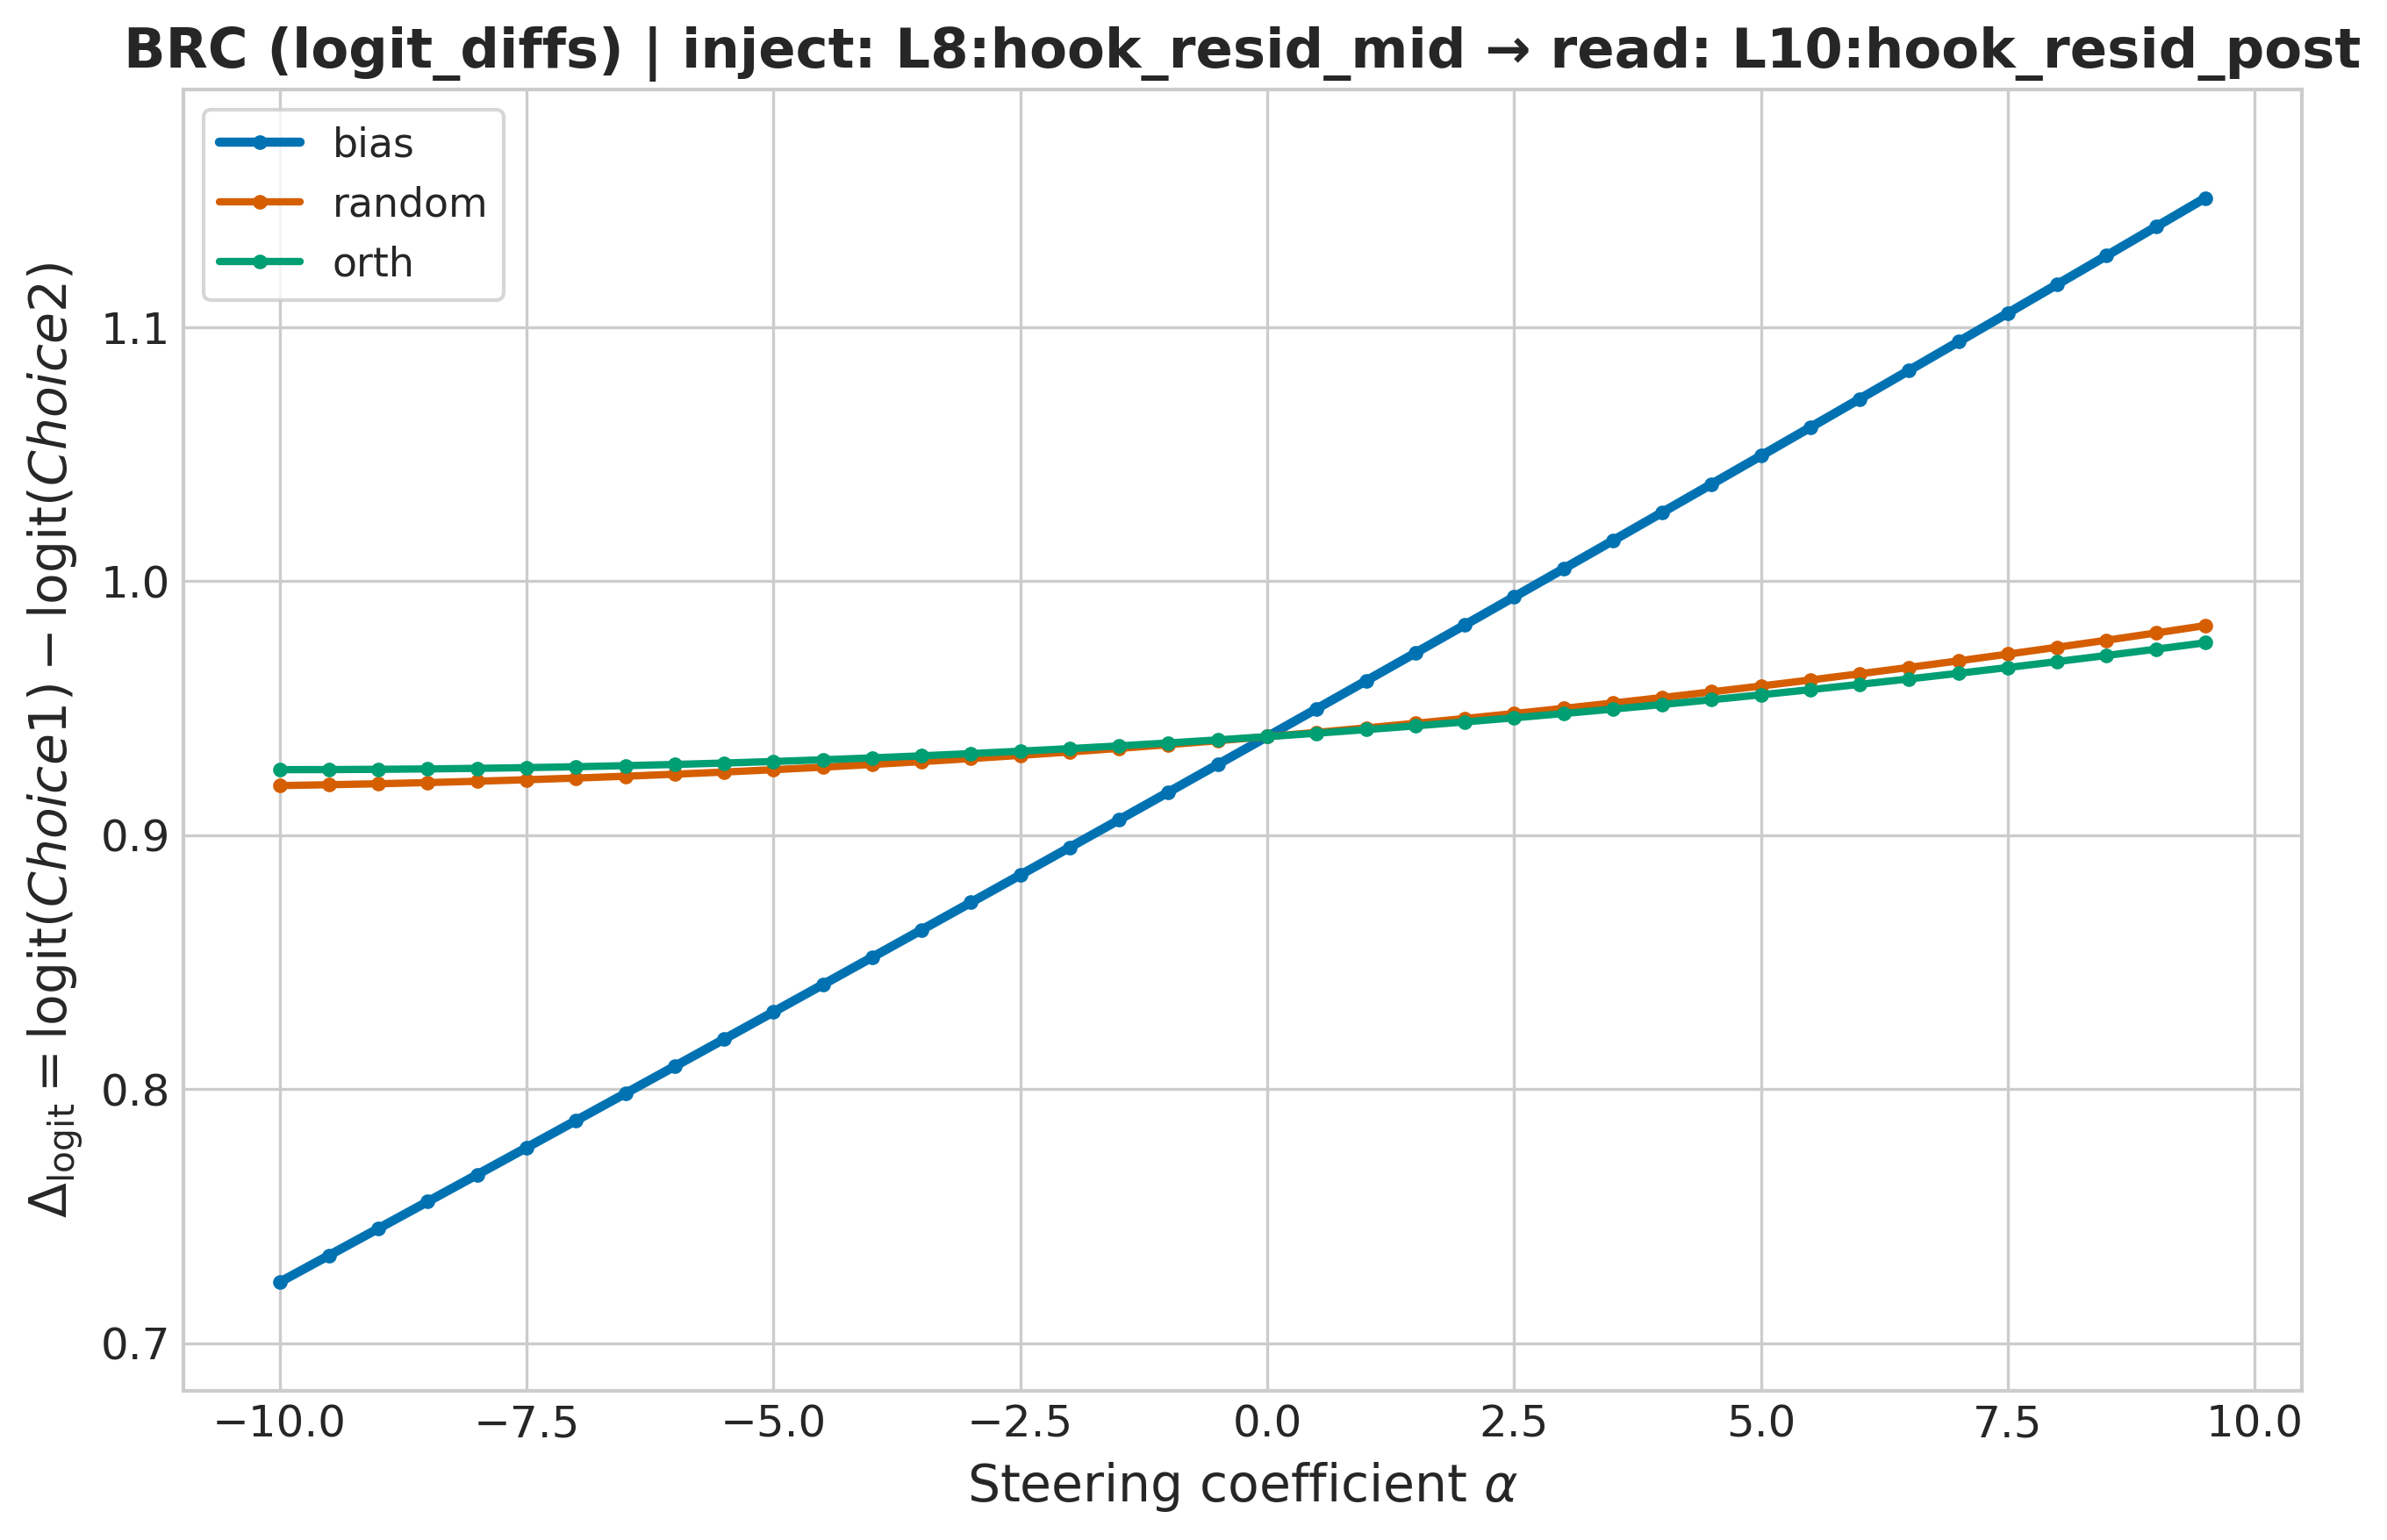 BRC (logit_diffs) | inject: L8:hook_resid_mid → read: L10:hook_resid_post
bias
random
orth
Δlogit = logit(Choice1) − logit(Choice2)
1.1
1.0
0.9
0.8
0.7
−10.0 −7.5 −5.0 −2.5 0.0 2.5 5.0 7.5 10.0
Steering coefficient α